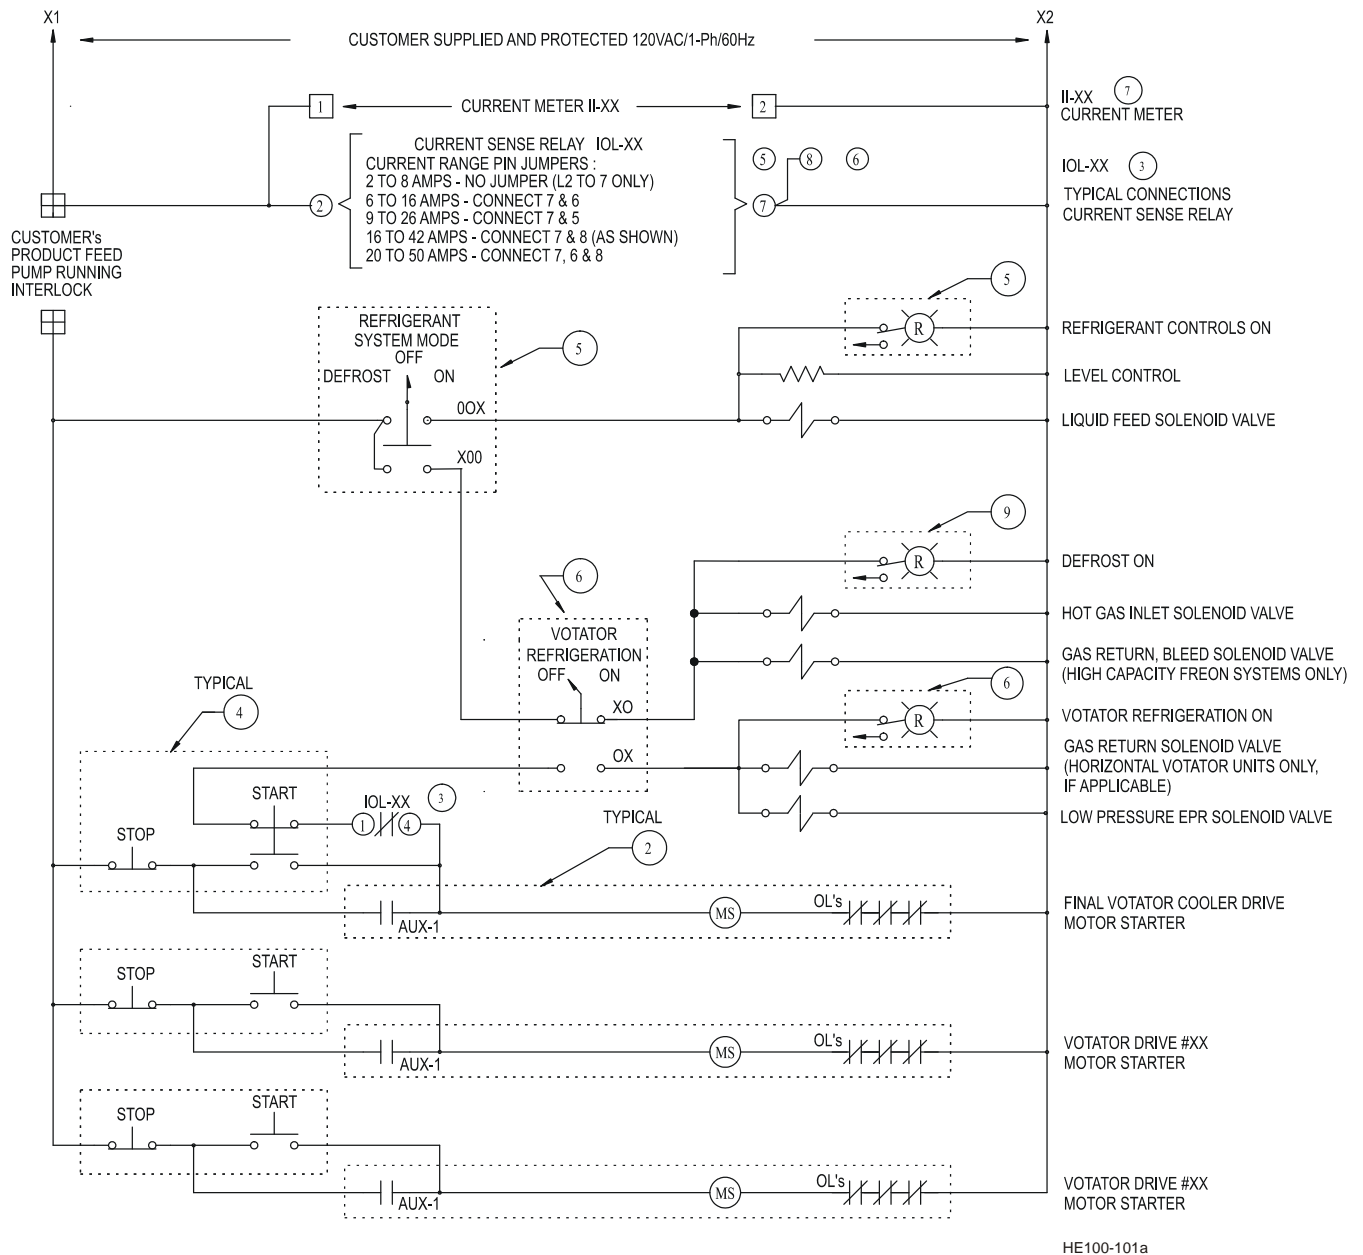 X1
X2
CUSTOMER SUPPLIED AND PROTECTED 120VAC/1-Ph/60Hz
1
CURRENT METER II-XX
2
II-XX 7
CURRENT METER
CURRENT SENSE RELAY IOL-XX
CURRENT RANGE PIN JUMPERS :
2 TO 8 AMPS - NO JUMPER (L2 TO 7 ONLY)
6 TO 16 AMPS - CONNECT 7 & 6
9 TO 26 AMPS - CONNECT 7 & 5
16 TO 42 AMPS - CONNECT 7 & 8 (AS SHOWN)
20 TO 50 AMPS - CONNECT 7, 6 & 8
2
5 8 6
7
IOL-XX 3
TYPICAL CONNECTIONS
CURRENT SENSE RELAY
CUSTOMER's
PRODUCT FEED
PUMP RUNNING
INTERLOCK
REFRIGERANT
SYSTEM MODE
OFF
DEFROST ON
0OX
X00
5
5
R
REFRIGERANT CONTROLS ON
LEVEL CONTROL
LIQUID FEED SOLENOID VALVE
9
R
DEFROST ON
HOT GAS INLET SOLENOID VALVE
GAS RETURN, BLEED SOLENOID VALVE
(HIGH CAPACITY FREON SYSTEMS ONLY)
6
VOTATOR
REFRIGERATION
OFF ON
XO
OX
6
R
VOTATOR REFRIGERATION ON
GAS RETURN SOLENOID VALVE
(HORIZONTAL VOTATOR UNITS ONLY,
IF APPLICABLE)
LOW PRESSURE EPR SOLENOID VALVE
TYPICAL
4
START
IOL-XX 3
1 4
STOP
TYPICAL
2
AUX-1
MS
OL's
FINAL VOTATOR COOLER DRIVE
MOTOR STARTER
STOP
START
AUX-1
MS
OL's
VOTATOR DRIVE #XX
MOTOR STARTER
STOP
START
AUX-1
MS
OL's
VOTATOR DRIVE #XX
MOTOR STARTER
HE100-101a